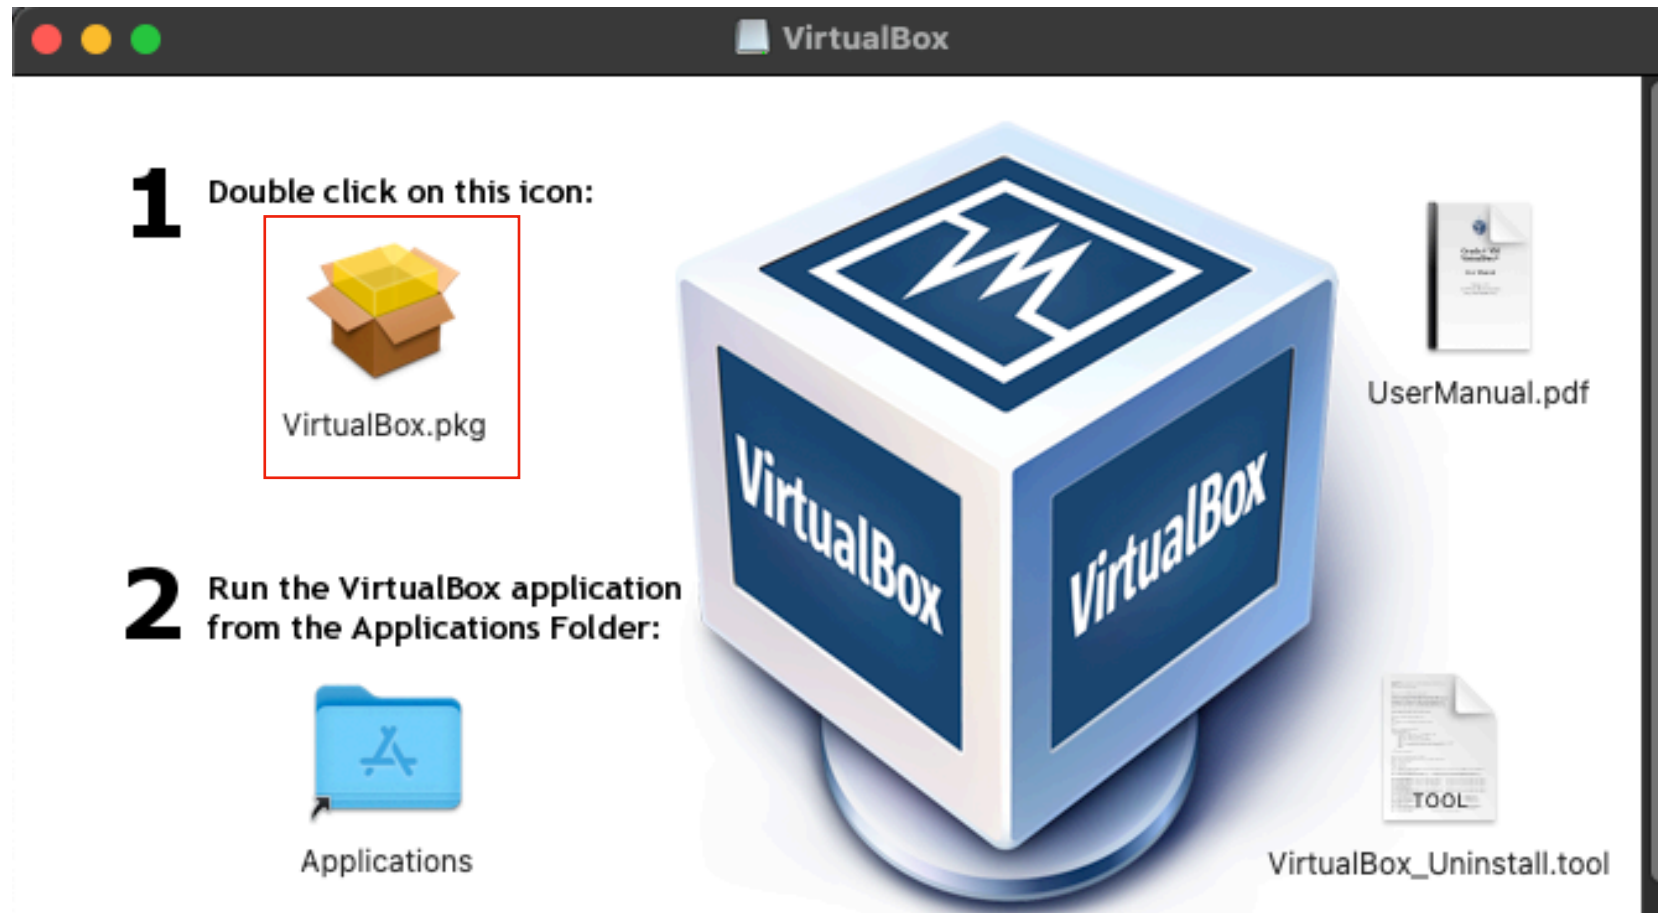 VirtualBox
1
Double click on this icon:
VirtualBox.pkg
2
Run the VirtualBox application
from the Applications Folder:
Applications
VirtualBox
VirtualBox
UserManual.pdf
TOOL
VirtualBox_Uninstall.tool